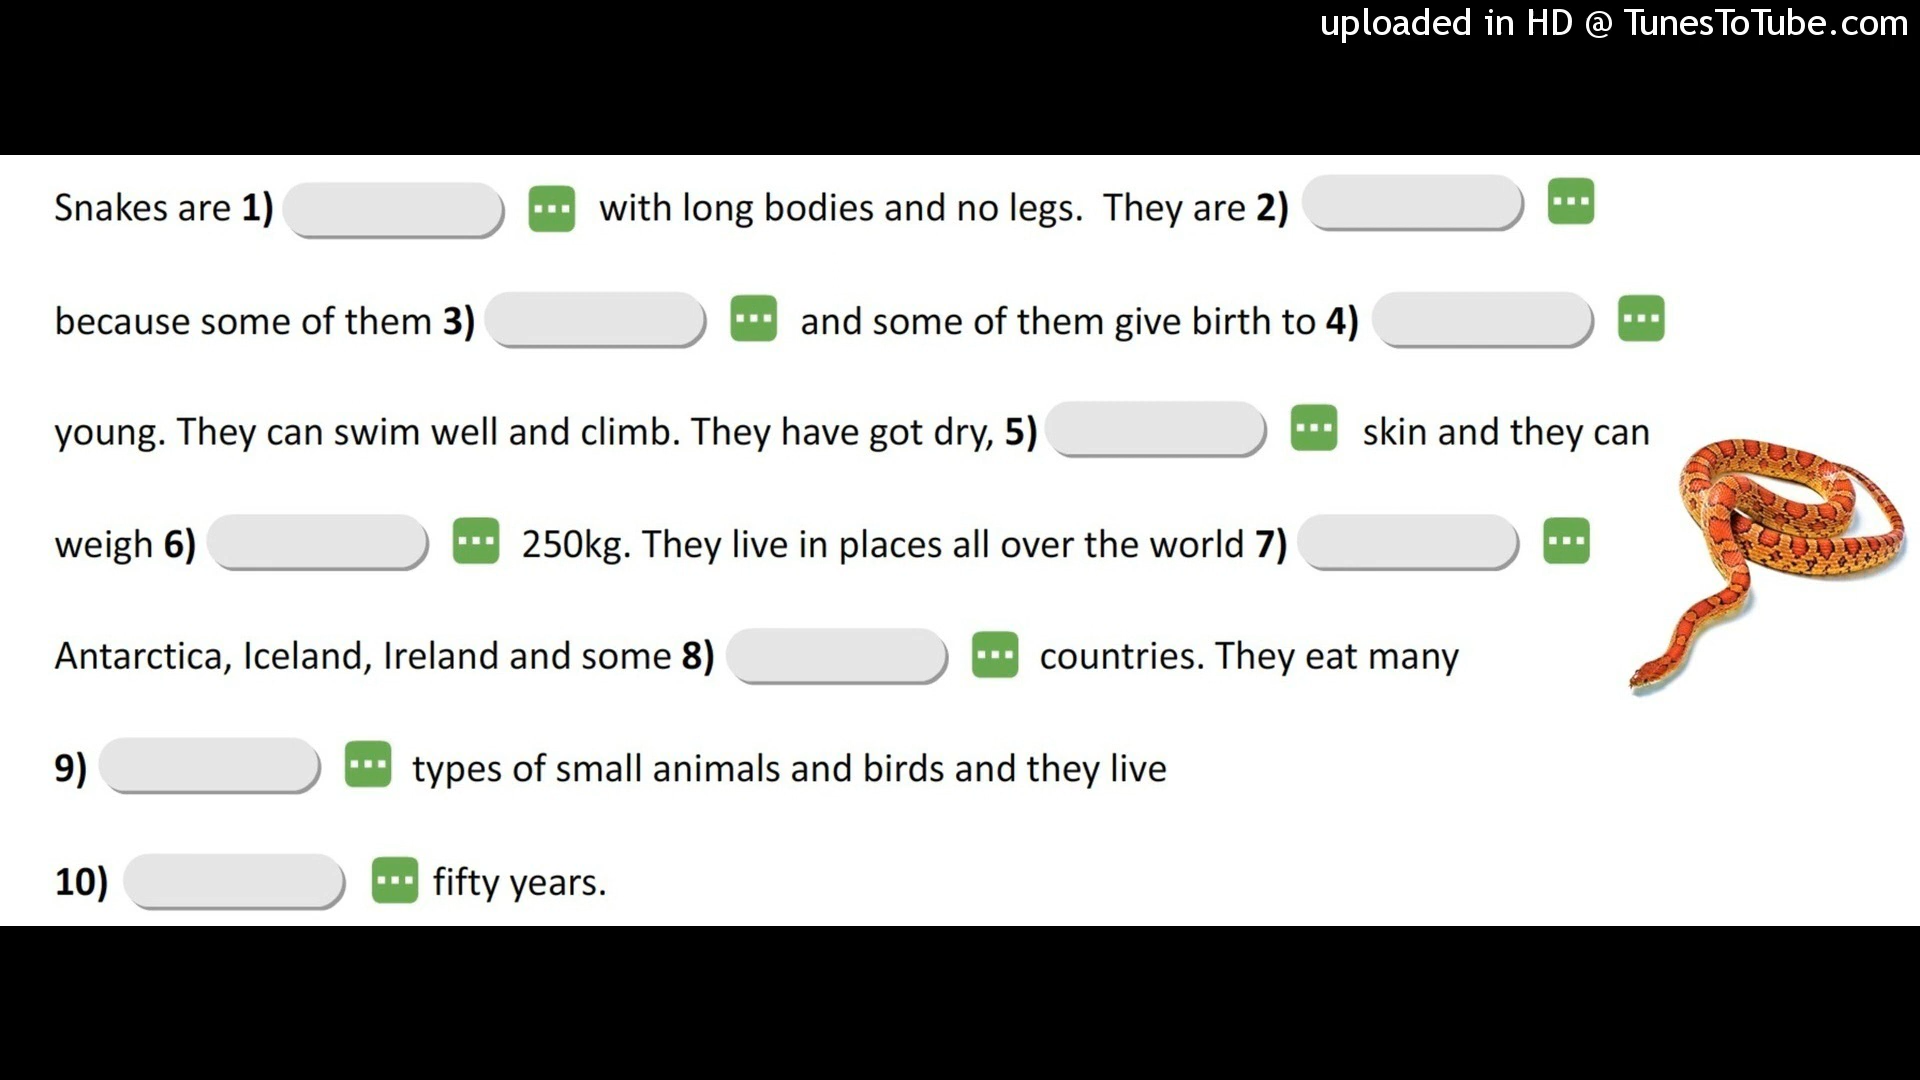 uploaded in HD @ TunesToTube.com
Snakes are 1) with long bodies and no legs. They are 2)
because some of them 3) and some of them give birth to 4)
young. They can swim well and climb. They have got dry, 5) skin and they can
weigh 6) 250kg. They live in places all over the world 7)
Antarctica, Iceland, Ireland and some 8) countries. They eat many
9) types of small animals and birds and they live
10) fifty years.